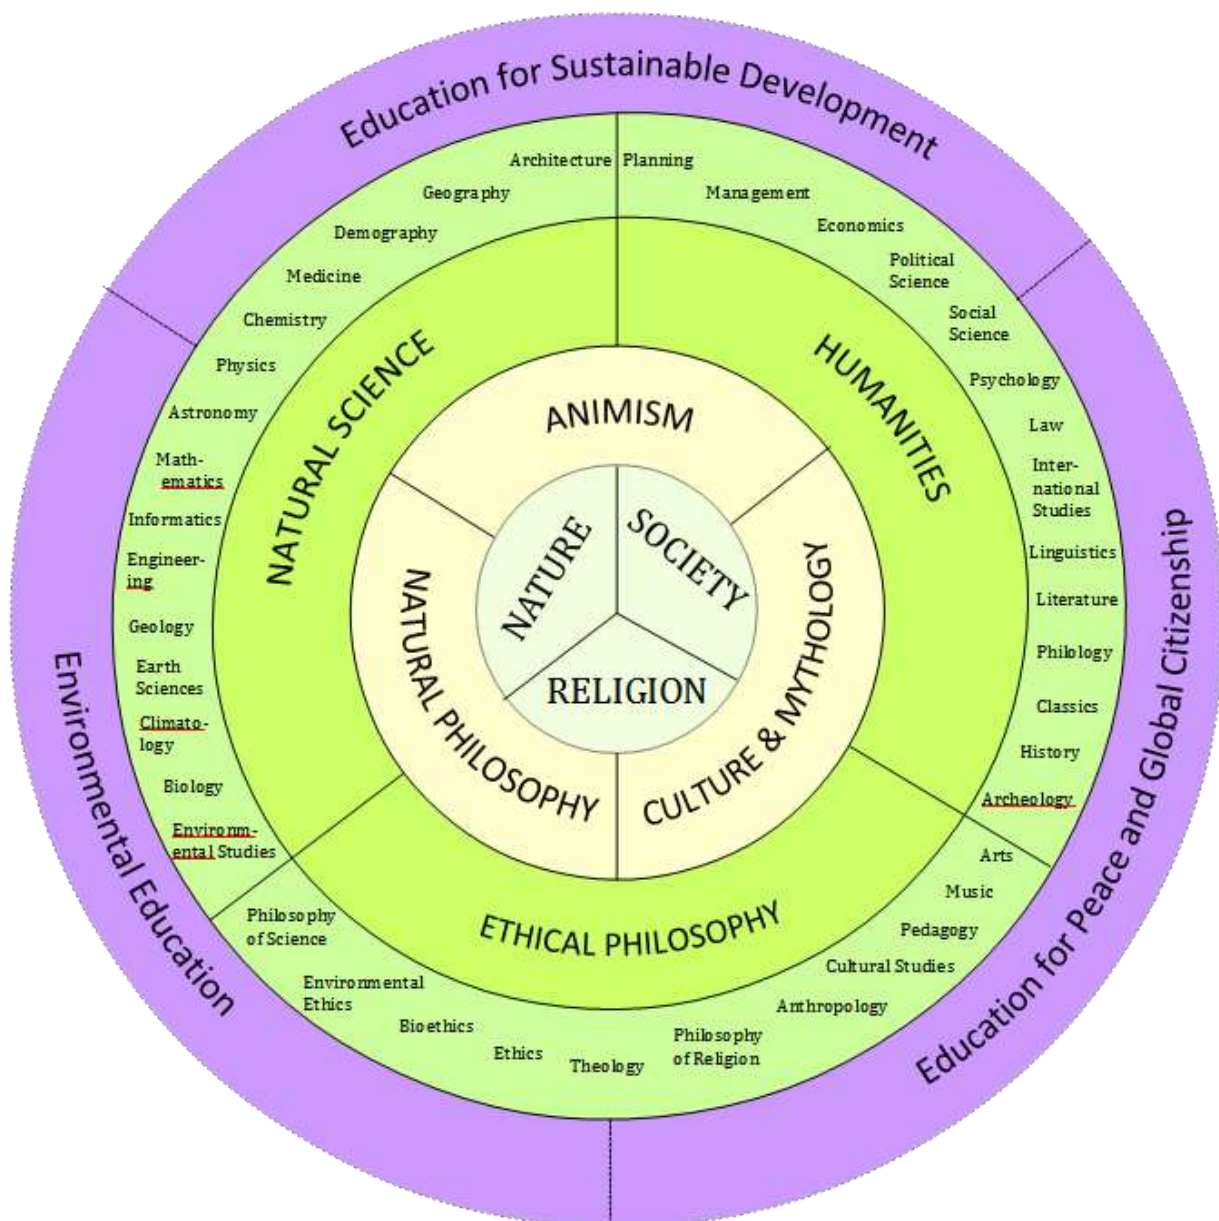 Education for Sustainable Development
Architecture
Planning
Geography
Management
Demography
Economics
Medicine
Political
Science
Chemistry
Social
Science
Physics
Psychology
Astronomy
Law
Math-
ematics
Inter-
national
Studies
Informatics
Linguistics
Engineer-
ing
Literature
Geology
Philology
Earth
Sciences
Classics
Climato-
logy
History
Biology
Archeology
Environm-
ental Studies
Arts
Music
Philosophy
of Science
Pedagogy
Cultural Studies
Environmental
Ethics
Anthropology
Bioethics
Philosophy
of Religion
Ethics
Theology
NATURAL SCIENCE
HUMANITIES
ETHICAL PHILOSOPHY
ANIMISM
NATURAL PHILOSOPHY
CULTURE & MYTHOLOGY
NATURE
SOCIETY
RELIGION
Environmental Education
Education for Peace and Global Citizenship